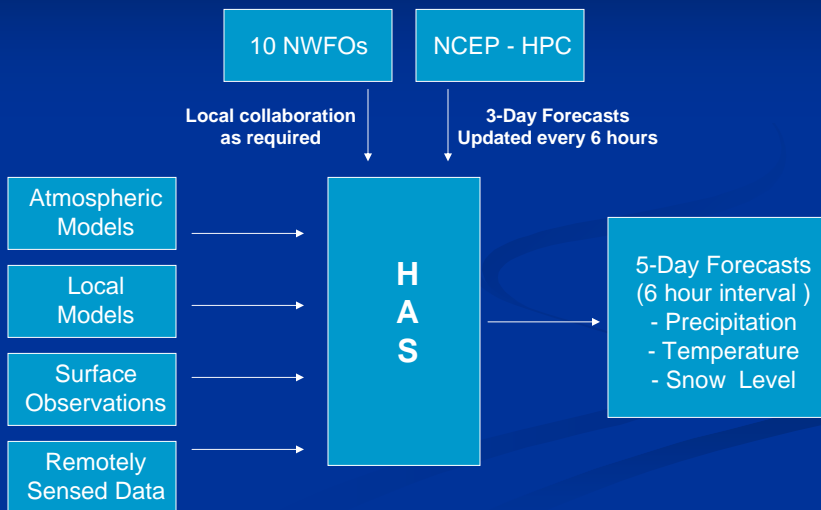 10 NWFOs
NCEP - HPC
Local collaboration
as required
3-Day Forecasts
Updated every 6 hours
Atmospheric
Models
Local
Models
Surface
Observations
Remotely
Sensed Data
H
A
S
5-Day Forecasts
(6 hour interval )
- Precipitation
- Temperature
- Snow Level